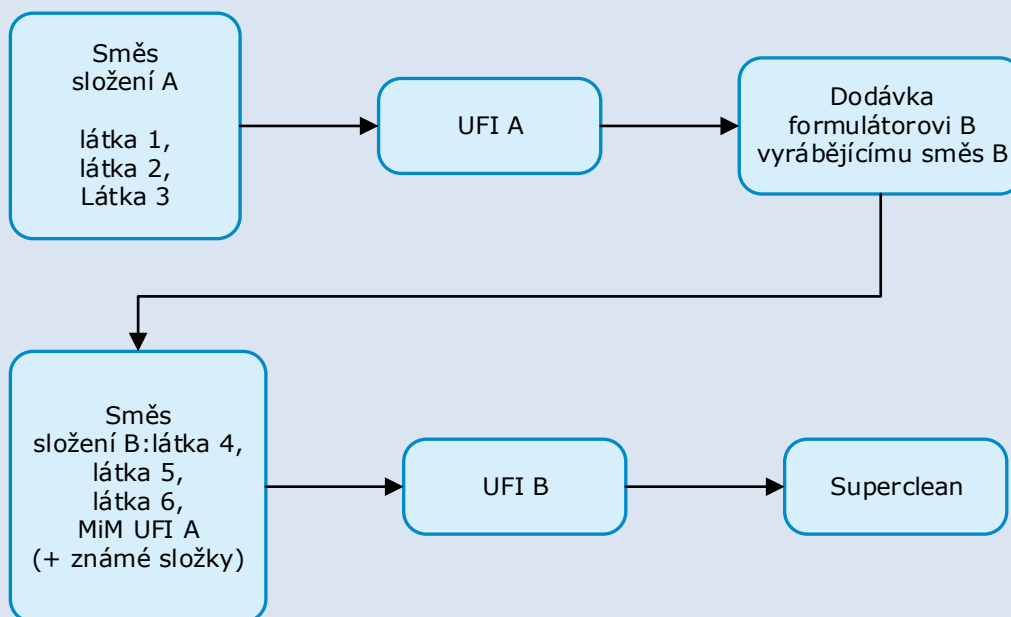 Směs
složení A
látka 1,
látka 2,
Látka 3
UFI A
Dodávka
formulátorovi B
vyrábějícímu směs B
Směs
složení B:látka 4,
látka 5,
látka 6,
MiM UFI A
(+ známé složky)
UFI B
Superclean